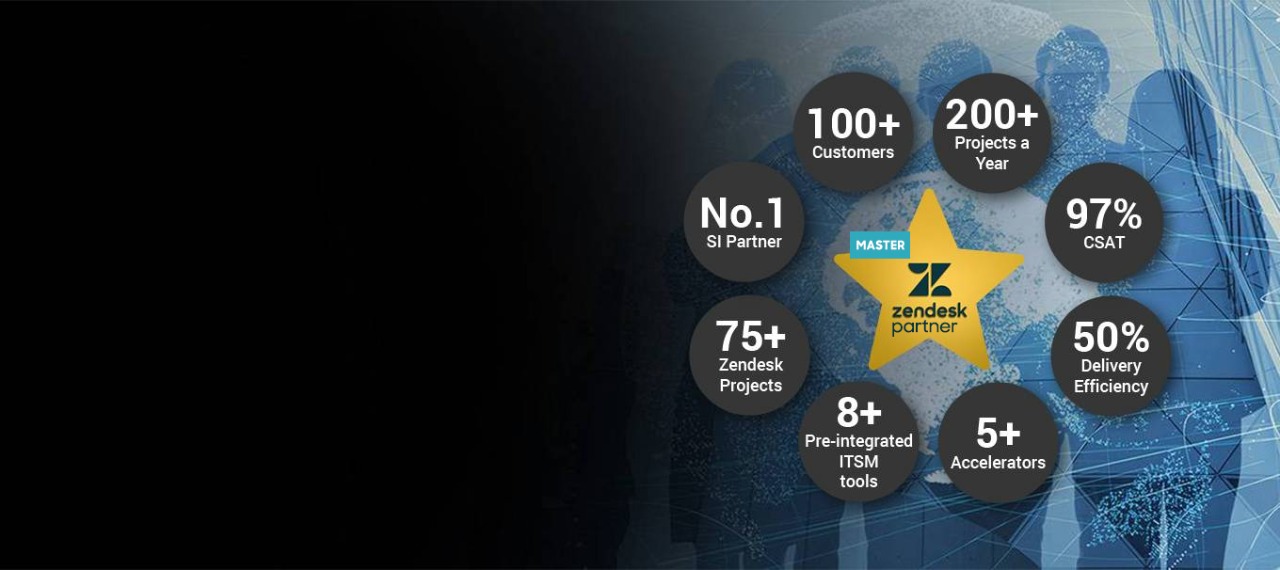 100+
Customers
200+
Projects a
Year
No.1
SI Partner
97%
CSAT
MASTER
zendesk
partner
75+
Zendesk
Projects
50%
Delivery
Efficiency
8+
Pre-integrated
ITSM
tools
5+
Accelerators